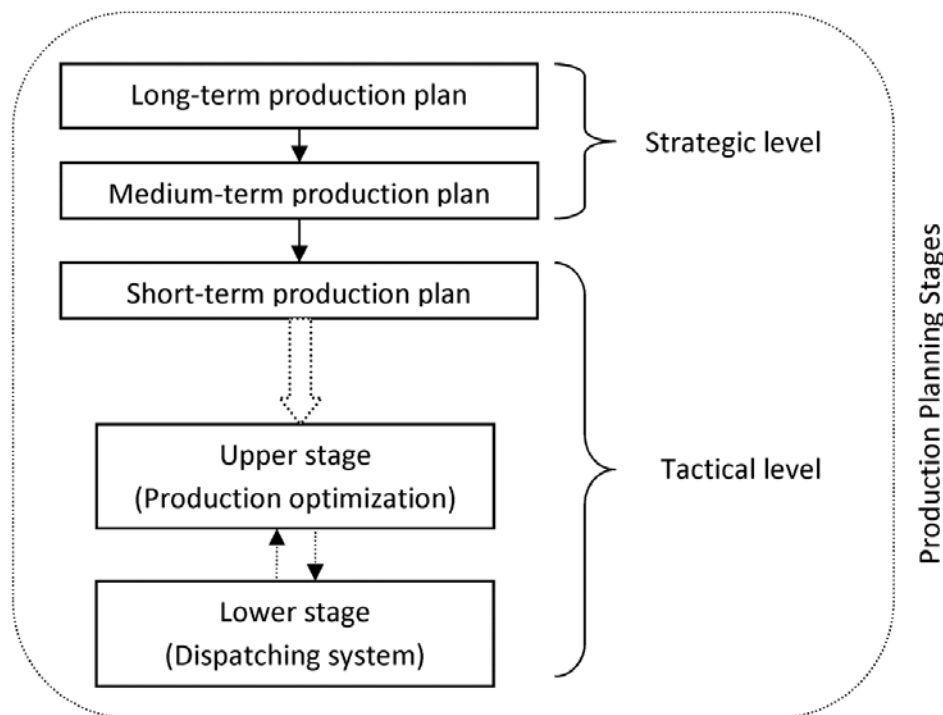 Long-term production plan
Strategic level
Medium-term production plan
Short-term production plan
Upper stage
(Production optimization)
Tactical level
Lower stage
(Dispatching system)
Production Planning Stages